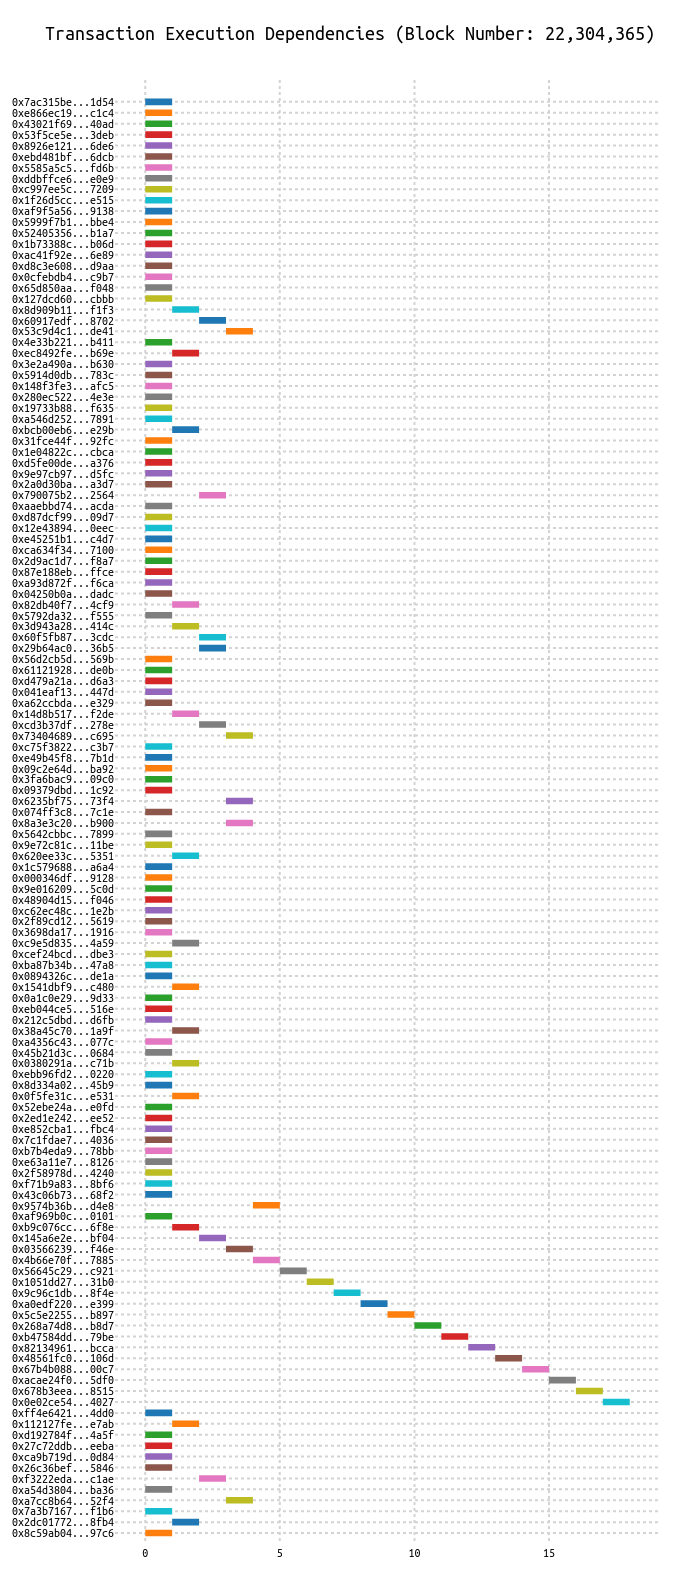 Transaction Execution Dependencies (Block Number: 22,304,365)
0x7ac315be...1d54
0xe866ec19...c1c4
0x43021f69...40ad
0x53f5ce5e...3deb
0x8926e121...6de6
0xebd481bf...6dcb
0x5585a5c5...fd6b
0xddbffce6...e0e9
0xc997ee5c...7209
0x1f26d5cc...e515
0xaf9f5a56...9138
0x5999f7b1...bbe4
0x52405356...b1a7
0x1b73388c...b06d
0xac41f92e...6e89
0xd8c3e608...d9aa
0x0cfebdb4...c9b7
0x65d850aa...f048
0x127dcd60...cbbb
0x8d909b11...f1f3
0x60917edf...8702
0x53c9d4c1...de41
0x4e33b221...b411
0xec8492fe...b69e
0x3e2a490a...b630
0x5914d0db...783c
0x148f3fe3...afc5
0x280ec522...4e3e
0x19733b88...f635
0xa546d252...7891
0xbcb00eb6...e29b
0x31fce44f...92fc
0x1e04822c...cbca
0xd5fe00de...a376
0x9e97cb97...d5fc
0x2a0d30ba...a3d7
0x790075b2...2564
0xaaebbd74...acda
0xd87dcf99...09d7
0x12e43894...0eec
0xe45251b1...c4d7
0xca634f34...7100
0x2d9ac1d7...f8a7
0x87e188eb...ffce
0xa93d872f...f6ca
0x04250b0a...dadc
0x82db40f7...4cf9
0x5792da32...f555
0x3d943a28...414c
0x60f5fb87...3cdc
0x29b64ac0...36b5
0x56d2cb5d...569b
0x61121928...de0b
0xd479a21a...d6a3
0x041eaf13...447d
0xa62ccbda...e329
0x14d8b517...f2de
0xcd3b37df...278e
0x73404689...c695
0xc75f3822...c3b7
0xe49b45f8...7b1d
0x09c2e64d...ba92
0x3fa6bac9...09c0
0x09379dbd...1c92
0x6235bf75...73f4
0x074ff3c8...7c1e
0x8a3e3c20...b900
0x5642cbbc...7899
0x9e72c81c...11be
0x620ee33c...5351
0x1c579688...a6a4
0x000346df...9128
0x9e016209...5c0d
0x48904d15...f046
0xc62ec48c...1e2b
0x2f89cd12...5619
0x3698da17...1916
0xc9e5d835...4a59
0xcef24bcd...dbe3
0xba87b34b...47a8
0x0894326c...de1a
0x1541dbf9...c480
0x0a1c0e29...9d33
0xeb044ce5...516e
0x212c5dbd...d6fb
0x38a45c70...1a9f
0xa4356c43...077c
0x45b21d3c...0684
0x0380291a...c71b
0xebb96fd2...0220
0x8d334a02...45b9
0x0f5fe31c...e531
0x52ebe24a...e0fd
0x2ed1e242...ee52
0xe852cba1...fbc4
0x7c1fdae7...4036
0xb7b4eda9...78bb
0xe63a11e7...8126
0x2f58978d...4240
0xf71b9a83...8bf6
0x43c06b73...68f2
0x9574b36b...d4e8
0xaf969b0c...0101
0xb9c076cc...6f8e
0x145a6e2e...bf04
0x03566239...f46e
0x4b66e70f...7885
0x56645c29...c921
0x1051dd27...31b0
0x9c96c1db...8f4e
0xa0edf220...e399
0x5c5e2255...b897
0x268a74d8...b8d7
0xb47584dd...79be
0x82134961...bcca
0x48561fc0...106d
0x67b4b088...00c7
0xacae24f0...5df0
0x678b3eea...8515
0x0e02ce54...4027
0xff4e6421...4dd0
0x112127fe...e7ab
0xd192784f...4a5f
0x27c72ddb...eeba
0xca9b719d...0d84
0x26c36bef...5846
0xf3222eda...c1ae
0xa54d3804...ba36
0xa7cc8b64...52f4
0x7a3b7167...f1b6
0x2dc01772...8fb4
0x8c59ab04...97c6
0 5 10 15